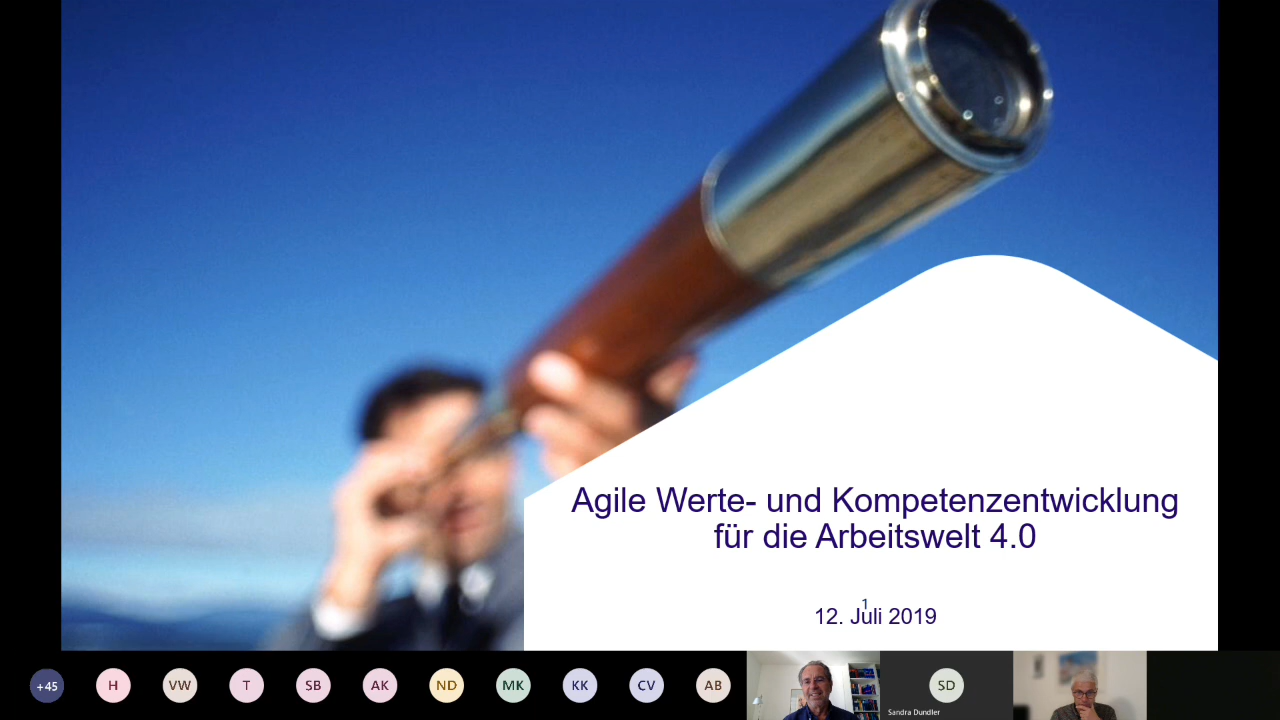 Agile Werte- und Kompetenzentwicklung
für die Arbeitswelt 4.0
1
12. Juli 2019
+45
H
VW
T
SB
AK
ND
MK
KK
CV
AB
SD
Sandra Dundler